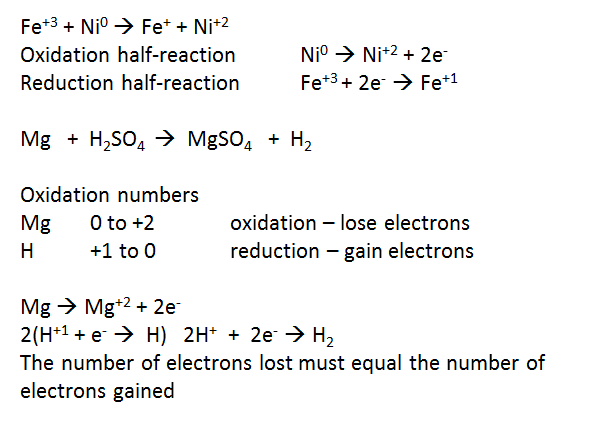 Fe⁺³ + Ni⁰ → Fe⁺ + Ni⁺²
Oxidation half-reaction Ni⁰ → Ni⁺² + 2e⁻
Reduction half-reaction Fe⁺³ + 2e⁻ → Fe⁺¹
Mg + H₂SO₄ → MgSO₄ + H₂
Oxidation numbers
Mg 0 to +2 oxidation – lose electrons
H +1 to 0 reduction – gain electrons
Mg → Mg⁺² + 2e⁻
2(H⁺¹ + e⁻ → H) 2H⁺ + 2e⁻ → H₂
The number of electrons lost must equal the number of
electrons gained